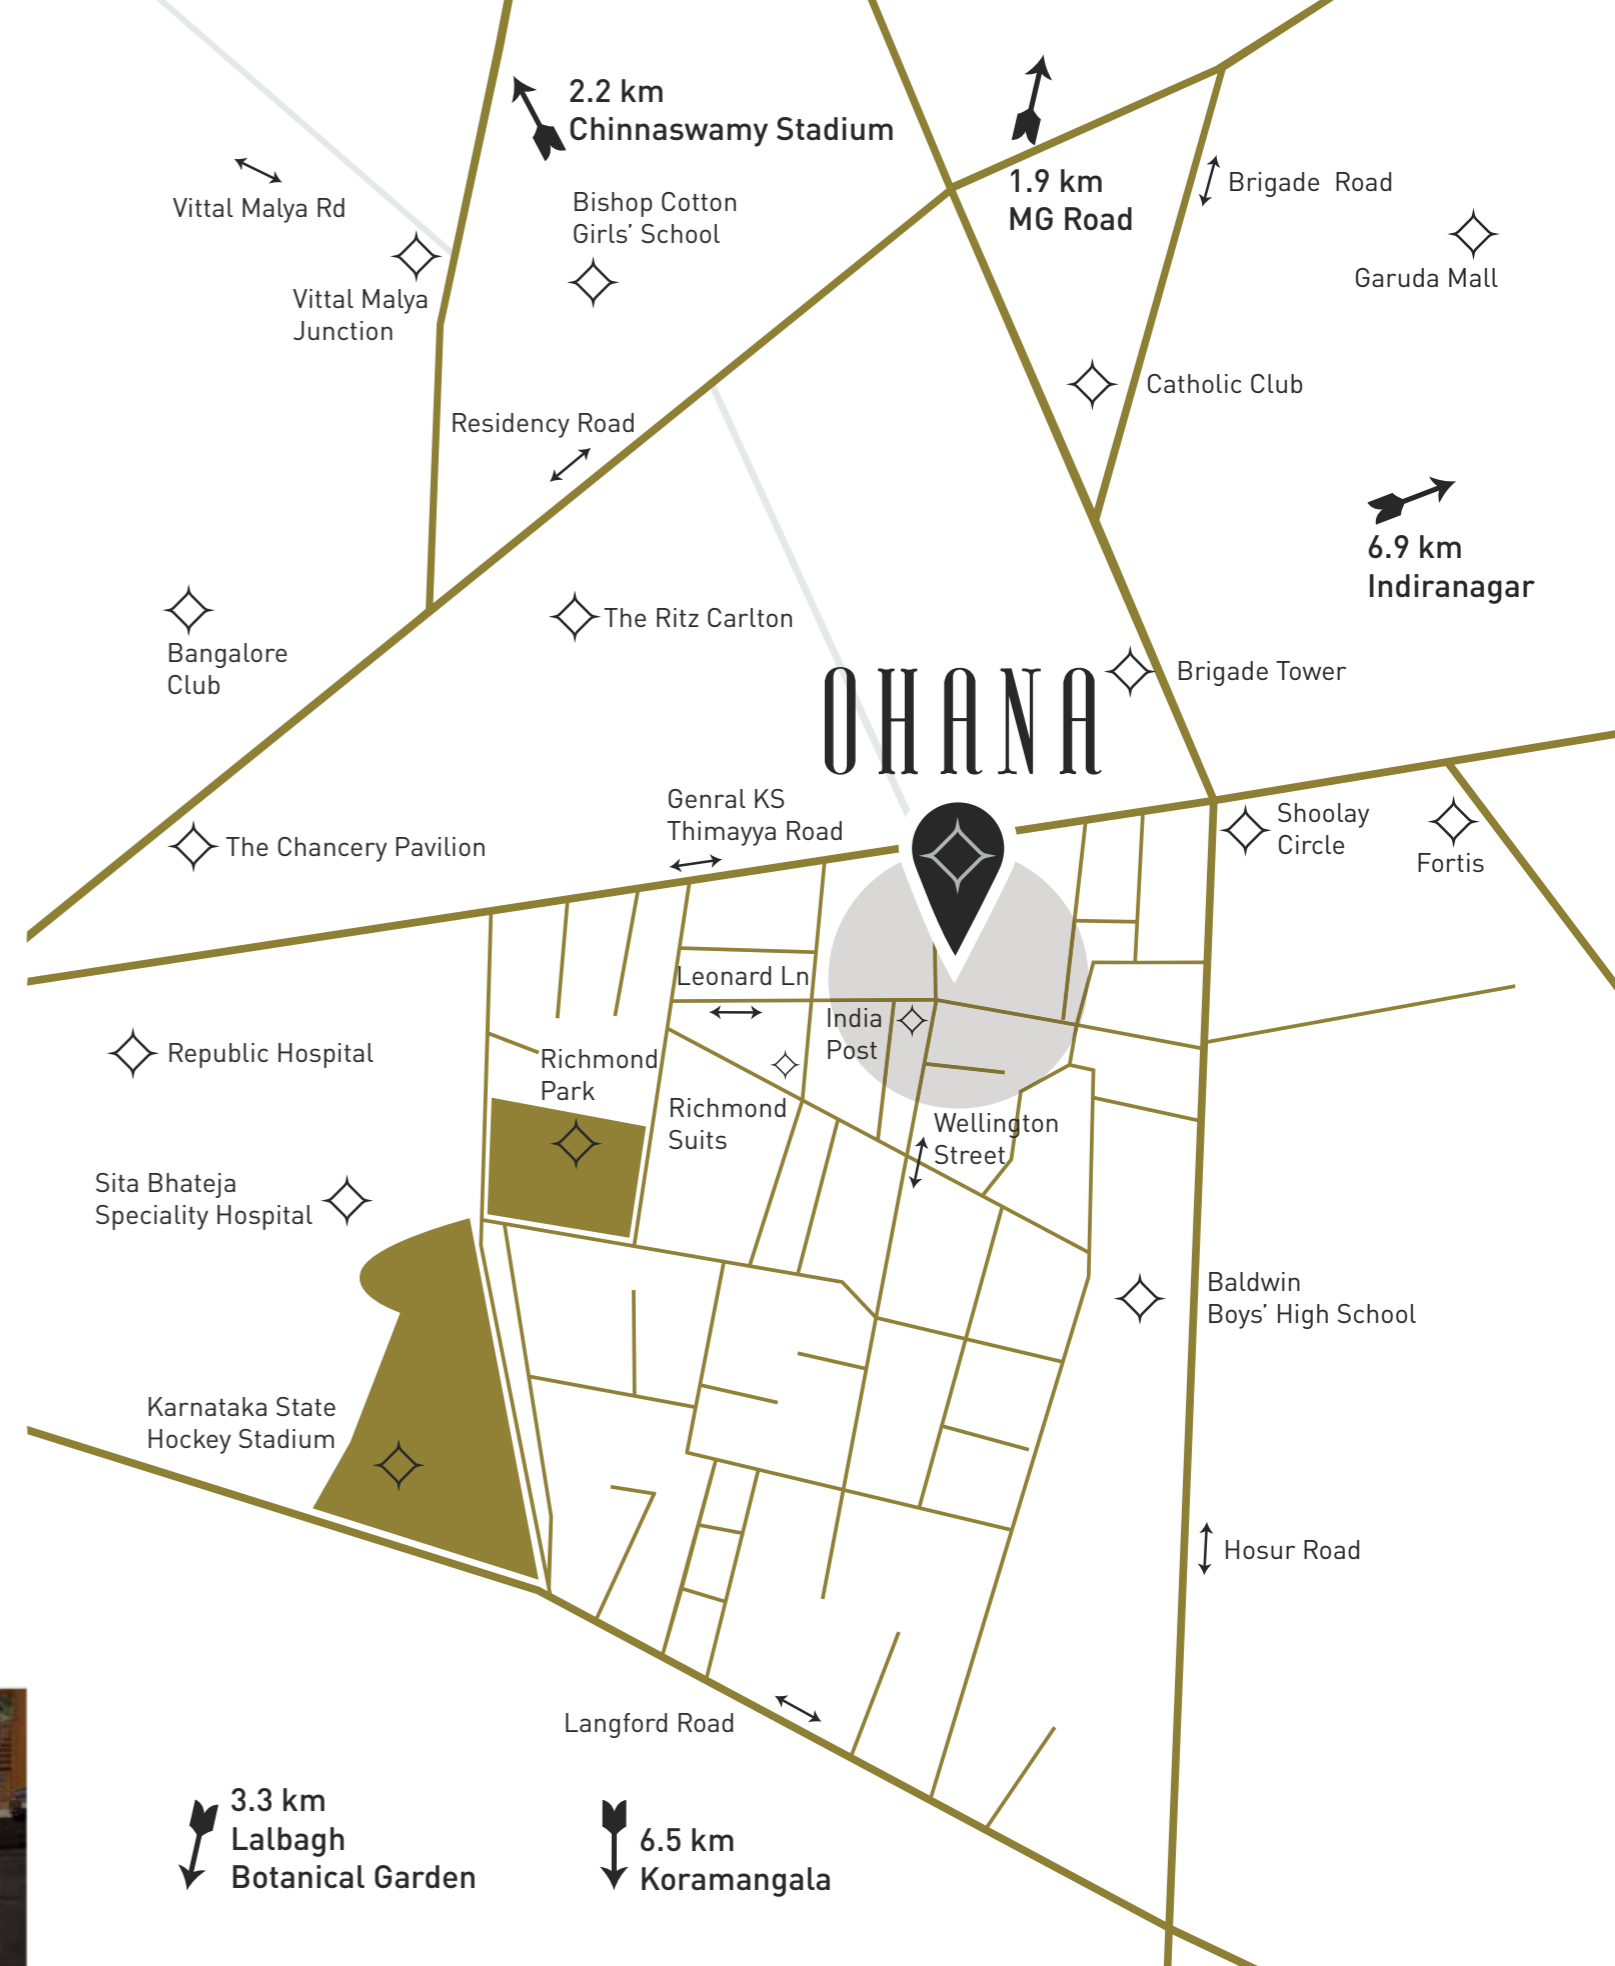 2.2 km
Chinnaswamy Stadium
1.9 km
MG Road
Brigade Road
Vittal Malya Rd
Bishop Cotton
Girls' School
Garuda Mall
Vittal Malya
Junction
Catholic Club
Residency Road
6.9 km
Indiranagar
The Ritz Carlton
Bangalore
Club
OHANA
Brigade Tower
Genral KS
Thimayya Road
Shoolay
Circle
Fortis
The Chancery Pavilion
Leonard Ln
India
Post
Republic Hospital
Richmond
Park
Richmond
Suits
Wellington
Street
Sita Bhateja
Speciality Hospital
Baldwin
Boys' High School
Karnataka State
Hockey Stadium
Hosur Road
Langford Road
3.3 km
Lalbagh
Botanical Garden
6.5 km
Koramangala